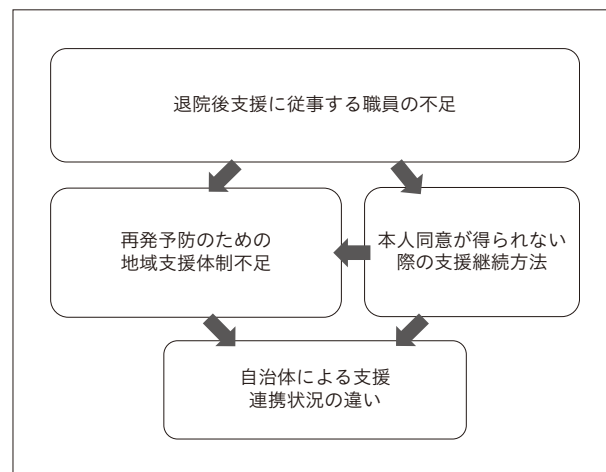 退院後支援に従事する職員の不足
再発予防のための
地域支援体制不足
本人同意が得られない
際の支援継続方法
自治体による支援
連携状況の違い